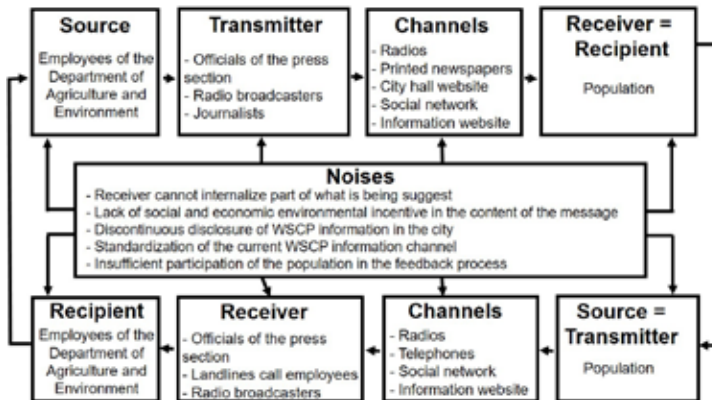 Source
Employees of the
Department of
Agriculture and
Environment
Transmitter
- Officials of the press
section
- Radio broadcasters
- Journalists
Channels
- Radios
- Printed newspapers
- City hall website
- Social network
- Information website
Receiver =
Recipient
Population
Noises
- Receiver cannot internalize part of what is being suggest
- Lack of social and economic environmental incentive in the content of the message
- Discontinuous disclosure of WSCP information in the city
- Standardization of the current WSCP information channel
- Insufficient participation of the population in the feedback process
Recipient
Employees of the
Department of
Agriculture and
Environment
Receiver
- Officials of the press
section
- Landlines call employees
- Radio broadcasters
Channels
- Radios
- Telephones
- Social network
- Information website
Source =
Transmitter
Population